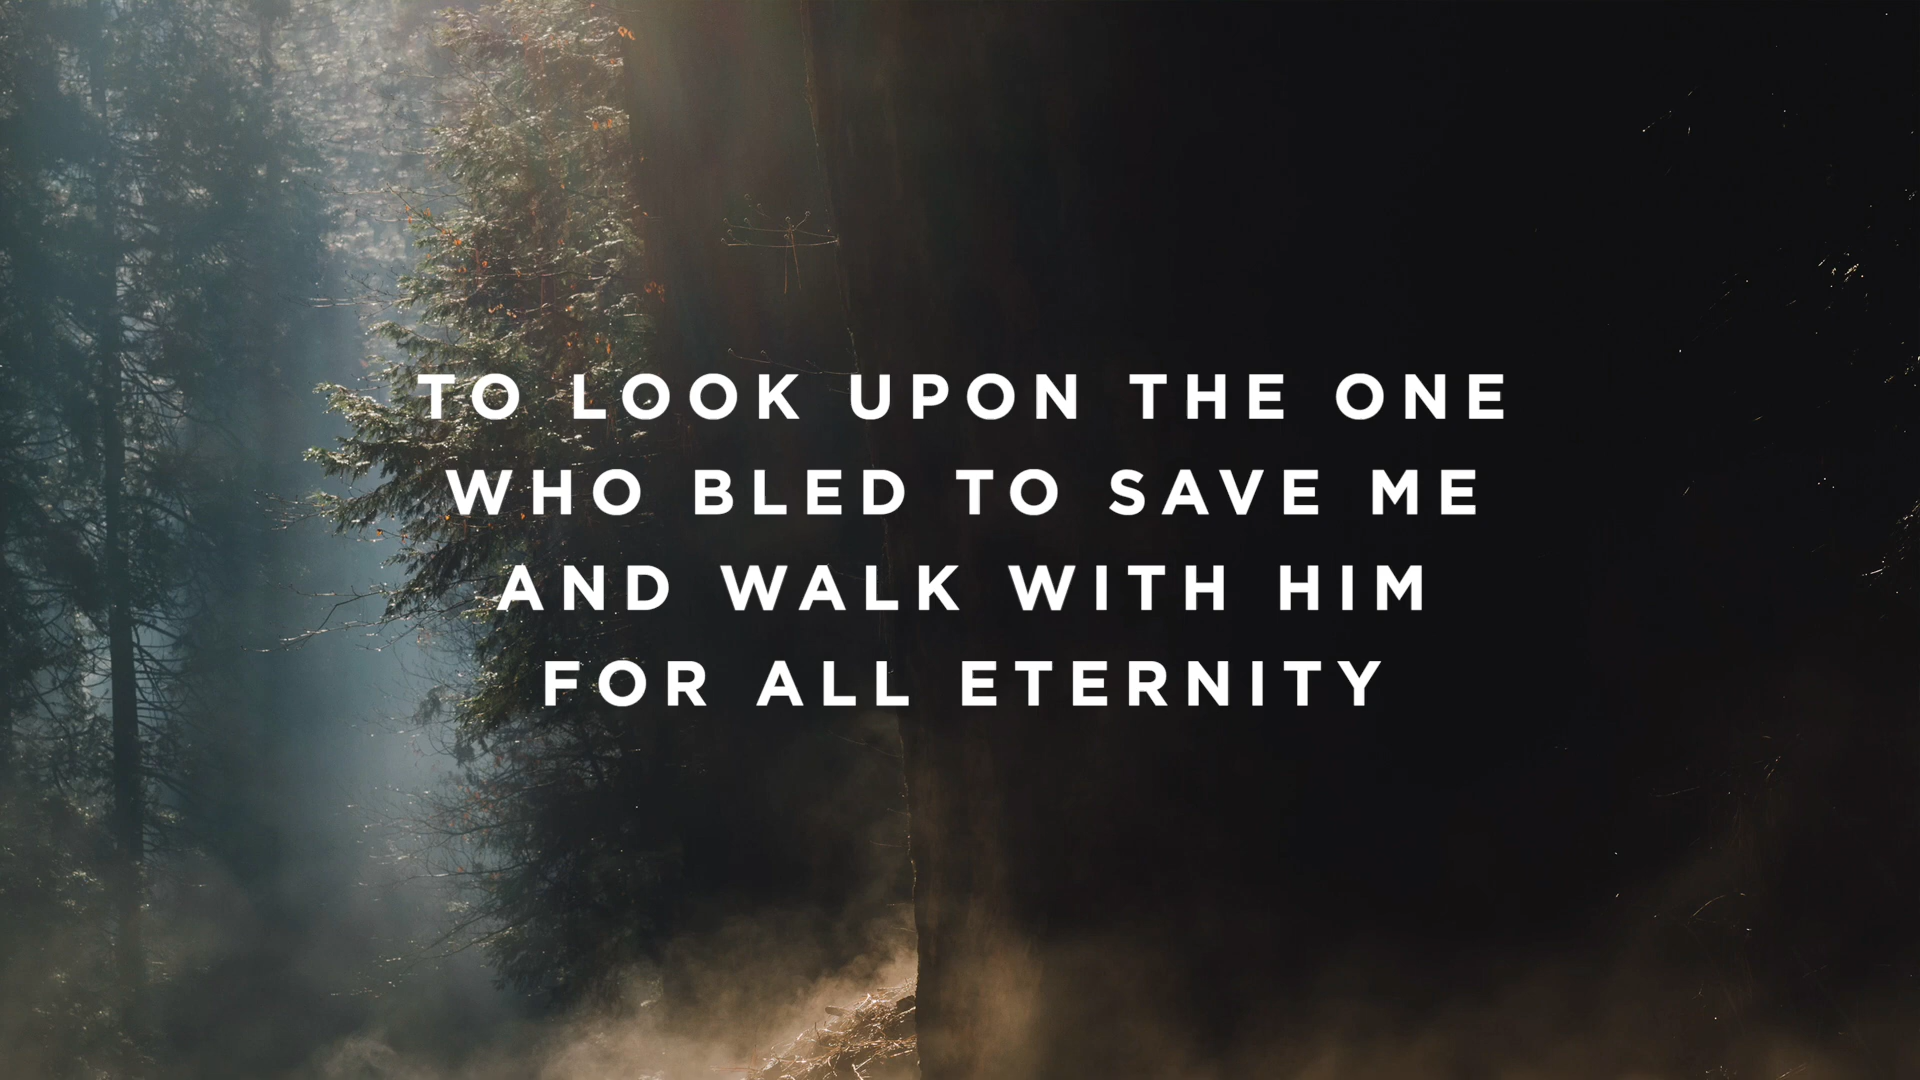 TO LOOK UPON THE ONE
WHO BLED TO SAVE ME
AND WALK WITH HIM
FOR ALL ETERNITY